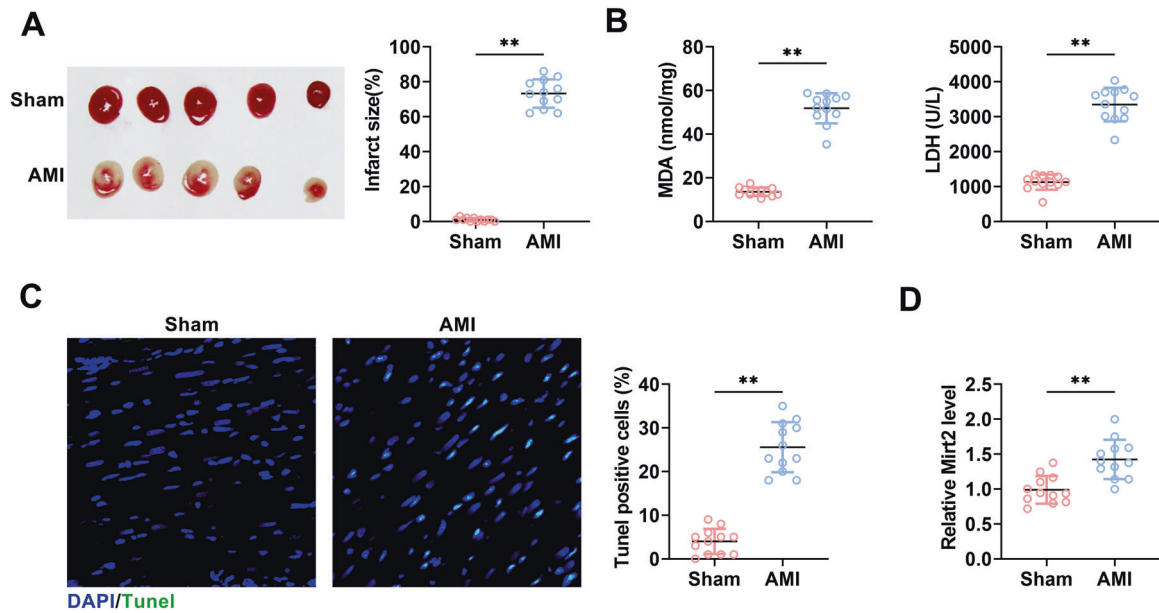 A
Sham
AMI
Infarct size(%)
100
80
60
40
20
0
**
Sham AMI
B
MDA (nmol/mg)
80
60
40
20
0
**
Sham AMI
LDH (U/L)
5000
4000
3000
2000
1000
0
**
Sham AMI
C
Sham AMI
DAPI/Tunel
Tunel positive cells (%)
40
30
20
10
0
**
Sham AMI
D
Relative Mirt2 level
2.5
2.0
1.5
1.0
0.5
0.0
**
Sham AMI